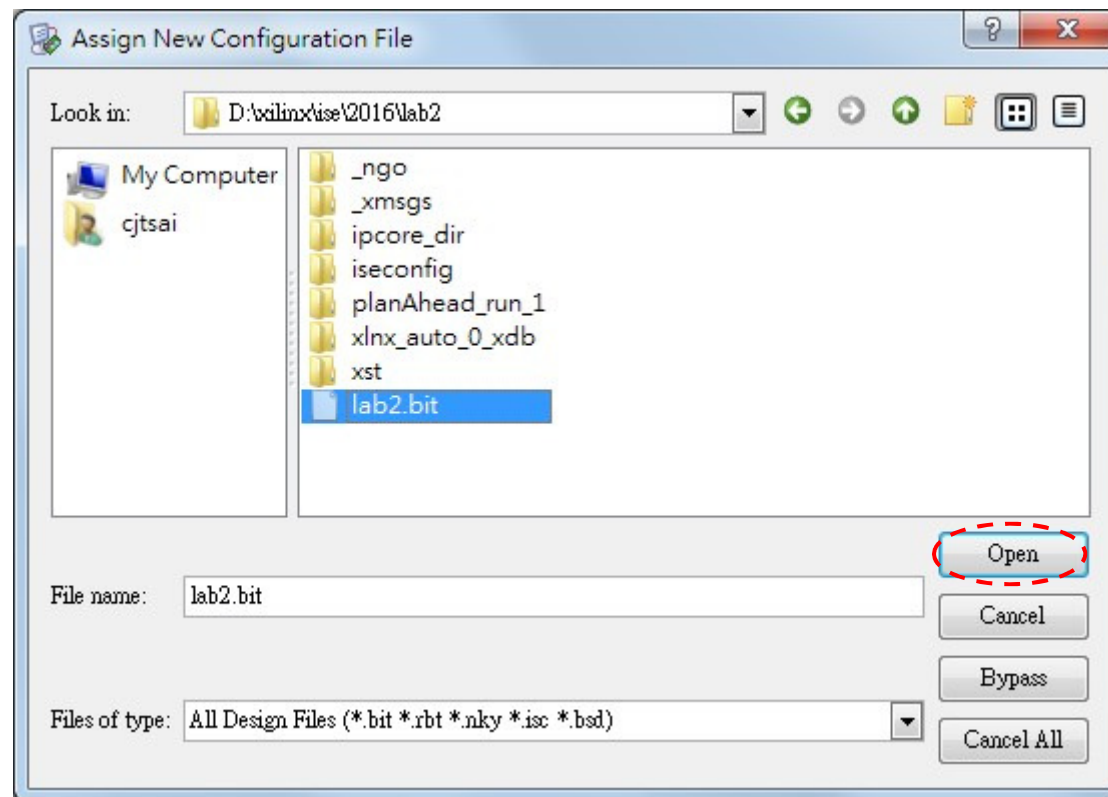 Assign New Configuration File
Look in: D:\xilinx\ise\2016\lab2
My Computer
cjtsai
_ngo
_xmsgs
ipcore_dir
iseconfig
planAhead_run_1
xlnx_auto_0_xdb
xst
lab2.bit
Open
File name: lab2.bit
Cancel
Bypass
Files of type: All Design Files (*.bit *.rbt *.nky *.isc *.bsd)
Cancel All